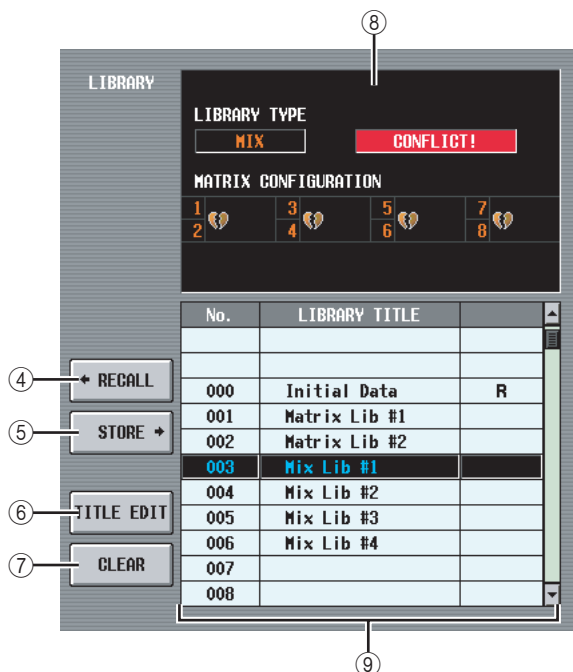 ⑧
LIBRARY
LIBRARY TYPE
MIX CONFLICT!
MATRIX CONFIGURATION
1 3 5 7
2 4 6 8
No. LIBRARY TITLE
④ ← RECALL
000 Initial Data R
⑤ STORE →
001 Matrix Lib #1
002 Matrix Lib #2
003 Mix Lib #1
⑥ TITLE EDIT
004 Mix Lib #2
005 Mix Lib #3
⑦ CLEAR
006 Mix Lib #4
007
008
⑨